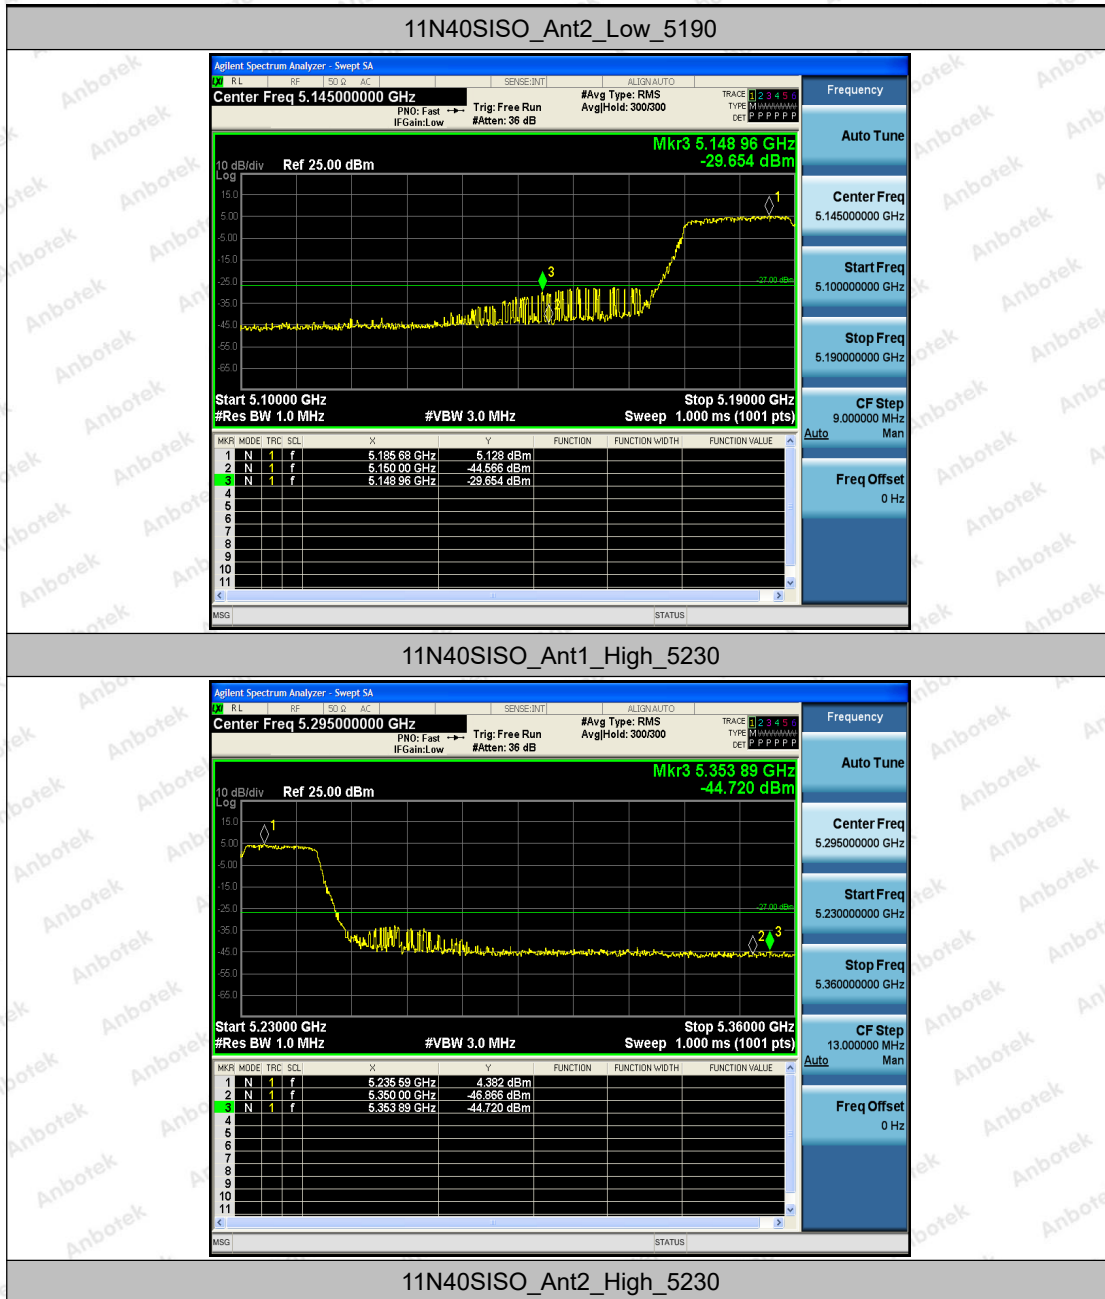 11N40SISO_Ant2_Low_5190
Agilent Spectrum Analyzer - Swept SA
RL RF 50 Ω AC SENSE:INT ALIGNAUTO
Center Freq 5.145000000 GHz
PNO: Fast
IFGain:Low
Trig: Free Run
#Atten: 36 dB
#Avg Type: RMS
Avg|Hold: 300/300
TRACE 1 2 3 4 5 6
TYPE M
DET P P P P P P
Mkr3 5.148 96 GHz
-29.654 dBm
10 dB/div Ref 25.00 dBm
Log
15.0
5.00
-5.00
-15.0
-25.0
-35.0
-45.0
-55.0
-65.0
1
3
2
-27.00 dBm
Start 5.10000 GHz Stop 5.19000 GHz
#Res BW 1.0 MHz #VBW 3.0 MHz Sweep 1.000 ms (1001 pts)
MKR MODE TRC SCL X Y FUNCTION FUNCTION WIDTH FUNCTION VALUE
1 N 1 f 5.185 68 GHz 5.128 dBm
2 N 1 f 5.150 00 GHz -44.566 dBm
3 N 1 f 5.148 96 GHz -29.654 dBm
4
5
6
7
8
9
10
11
MSG STATUS
Frequency
Auto Tune
Center Freq
5.145000000 GHz
Start Freq
5.100000000 GHz
Stop Freq
5.190000000 GHz
CF Step
9.000000 MHz
Auto Man
Freq Offset
0 Hz
11N40SISO_Ant1_High_5230
Agilent Spectrum Analyzer - Swept SA
RL RF 50 Ω AC SENSE:INT ALIGNAUTO
Center Freq 5.295000000 GHz
PNO: Fast
IFGain:Low
Trig: Free Run
#Atten: 36 dB
#Avg Type: RMS
Avg|Hold: 300/300
TRACE 1 2 3 4 5 6
TYPE M
DET P P P P P P
Mkr3 5.353 89 GHz
-44.720 dBm
10 dB/div Ref 25.00 dBm
Log
15.0
5.00
-5.00
-15.0
-25.0
-35.0
-45.0
-55.0
-65.0
1
2
3
-27.00 dBm
Start 5.23000 GHz Stop 5.36000 GHz
#Res BW 1.0 MHz #VBW 3.0 MHz Sweep 1.000 ms (1001 pts)
MKR MODE TRC SCL X Y FUNCTION FUNCTION WIDTH FUNCTION VALUE
1 N 1 f 5.235 59 GHz 4.382 dBm
2 N 1 f 5.350 00 GHz -46.866 dBm
3 N 1 f 5.353 89 GHz -44.720 dBm
4
5
6
7
8
9
10
11
MSG STATUS
Frequency
Auto Tune
Center Freq
5.295000000 GHz
Start Freq
5.230000000 GHz
Stop Freq
5.360000000 GHz
CF Step
13.000000 MHz
Auto Man
Freq Offset
0 Hz
11N40SISO_Ant2_High_5230